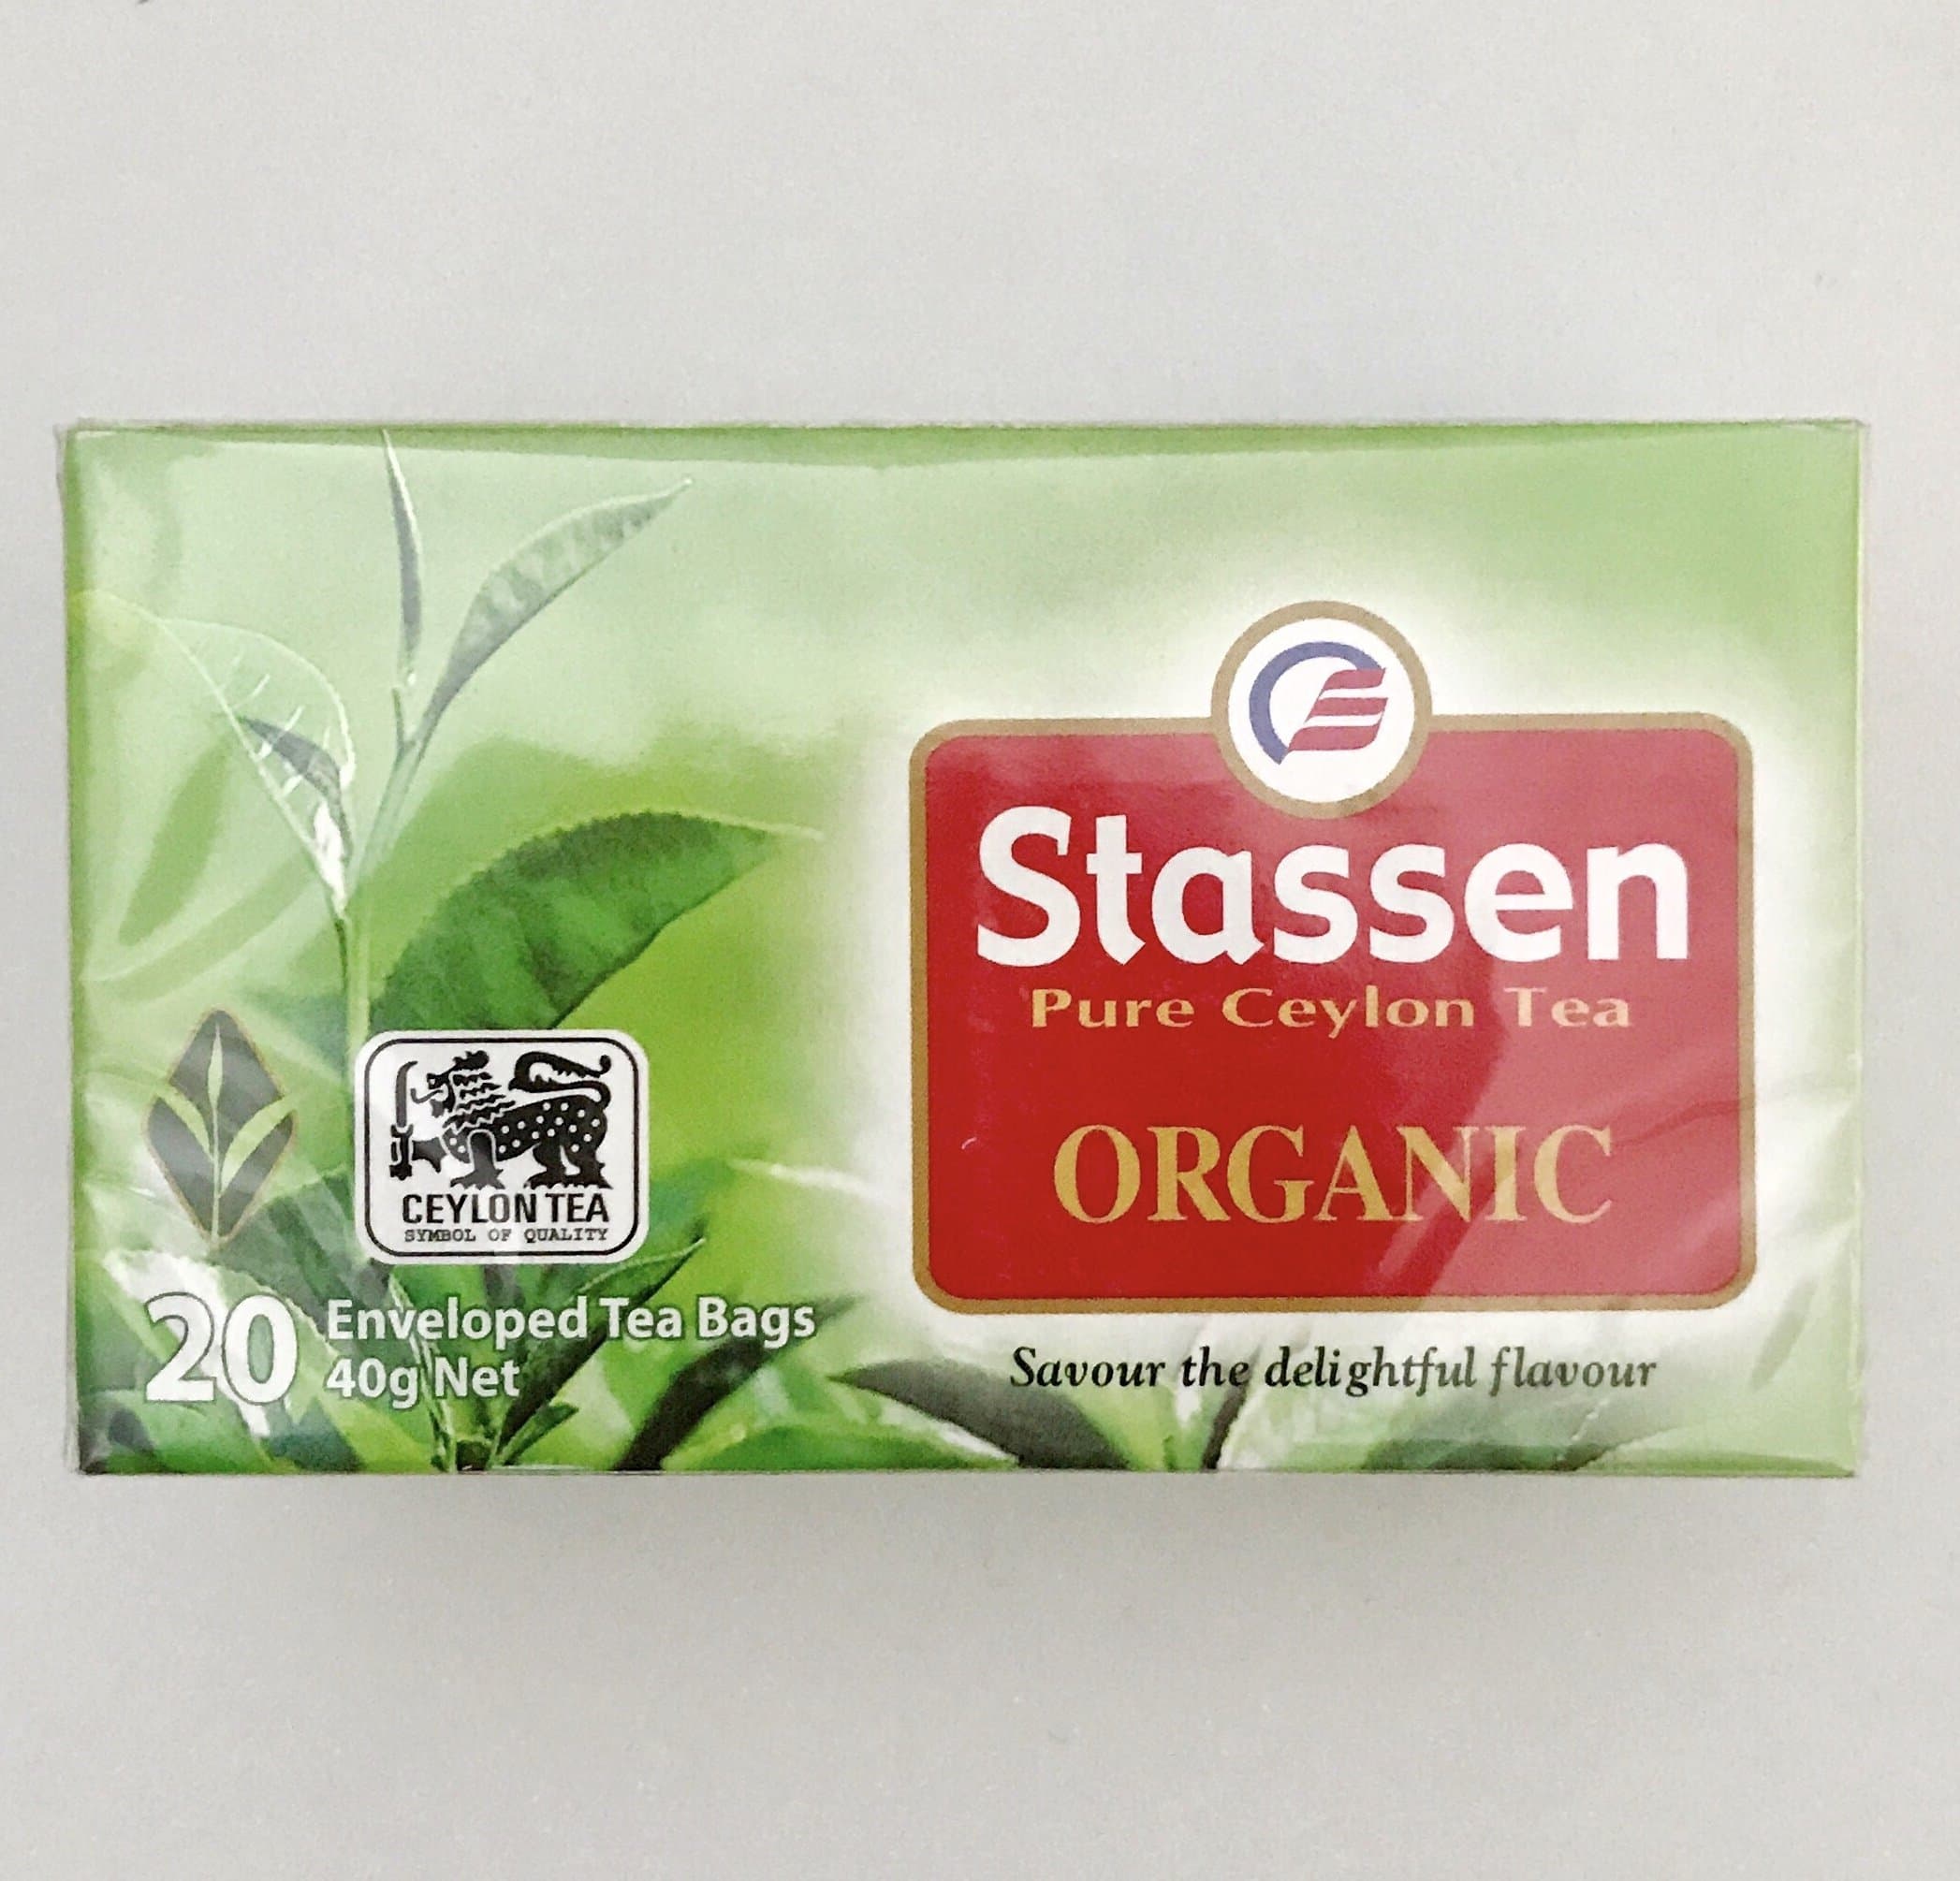 Stassen
Pure Ceylon Tea
ORGANIC
Savour the delightful flavour
CEYLON TEA
SYMBOL OF QUALITY
20 Enveloped Tea Bags
40g Net